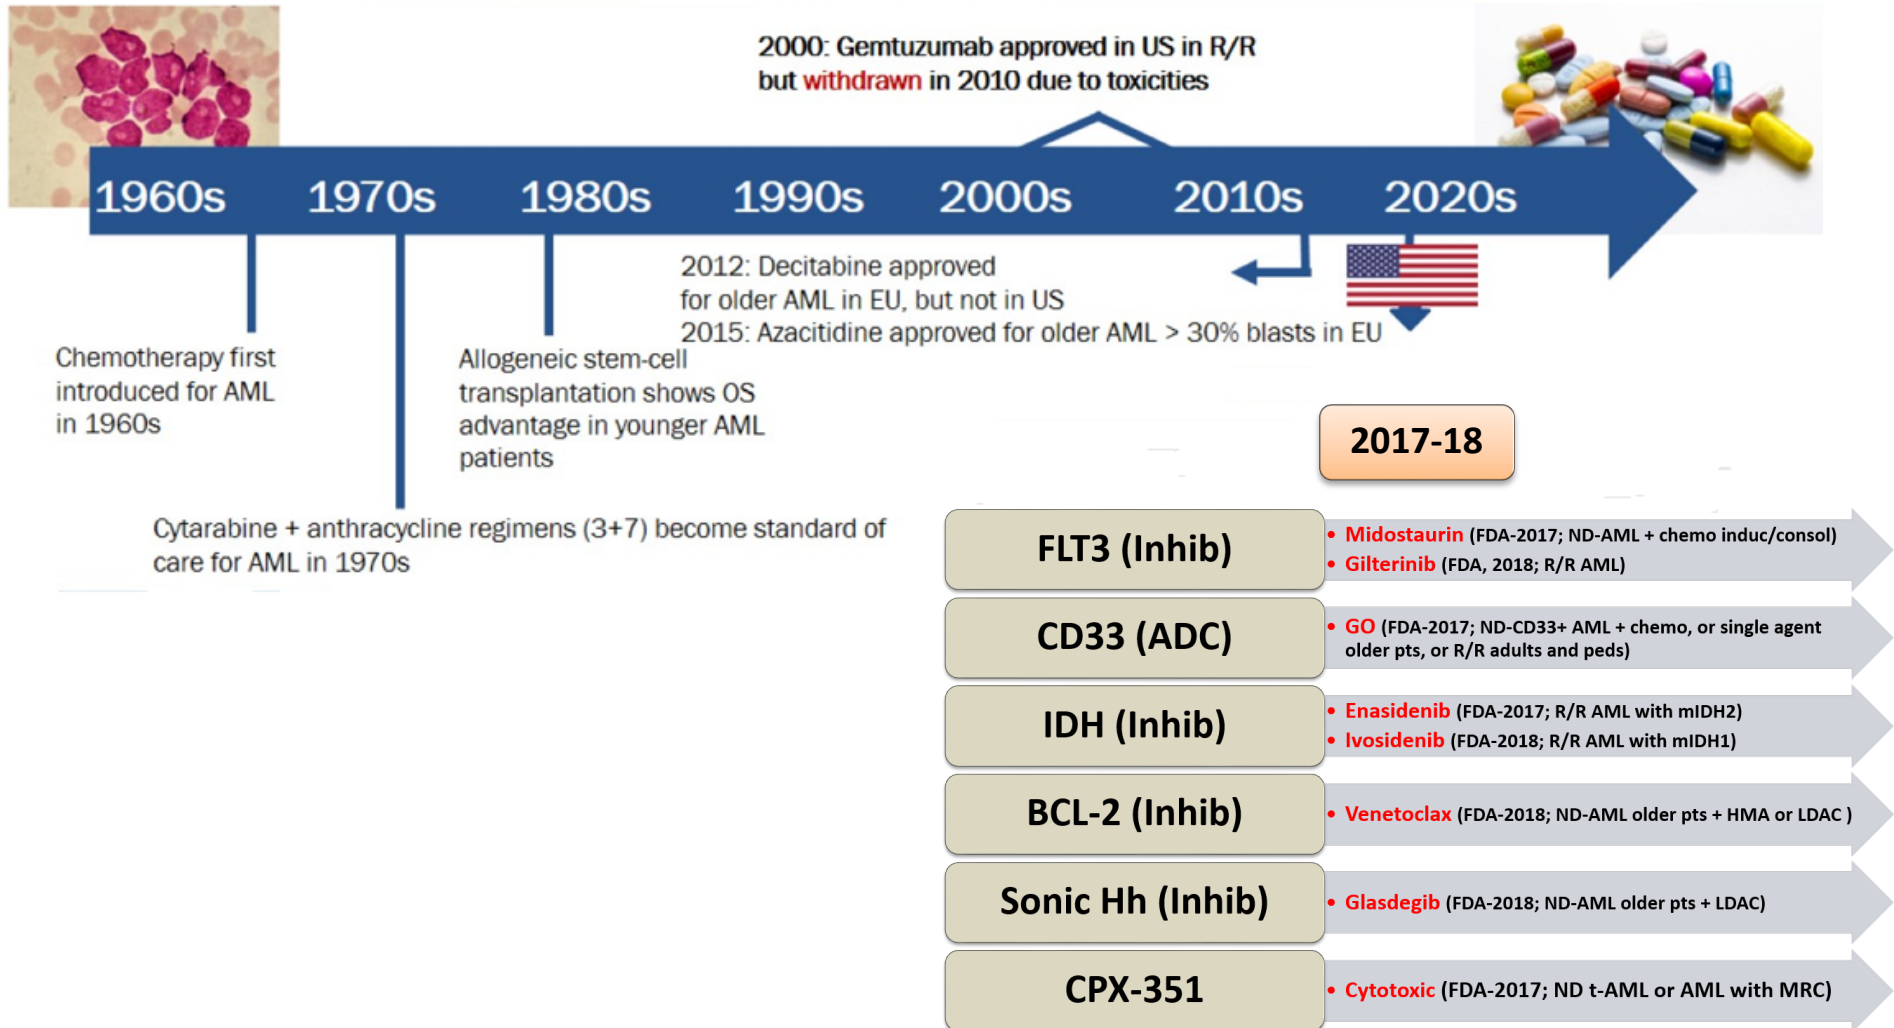 2000: Gemtuzumab approved in US in R/R
but withdrawn in 2010 due to toxicities
1960s 1970s 1980s 1990s 2000s 2010s 2020s
2012: Decitabine approved
for older AML in EU, but not in US
2015: Azacitidine approved for older AML > 30% blasts in EU
Chemotherapy first
introduced for AML
in 1960s
Allogeneic stem-cell
transplantation shows OS
advantage in younger AML
patients
Cytarabine + anthracycline regimens (3+7) become standard of
care for AML in 1970s
2017-18
FLT3 (Inhib)
• Midostaurin (FDA-2017; ND-AML + chemo induc/consol)
• Gilterinib (FDA, 2018; R/R AML)
CD33 (ADC)
• GO (FDA-2017; ND-CD33+ AML + chemo, or single agent
older pts, or R/R adults and peds)
IDH (Inhib)
• Enasidenib (FDA-2017; R/R AML with mIDH2)
• Ivosidenib (FDA-2018; R/R AML with mIDH1)
BCL-2 (Inhib)
• Venetoclax (FDA-2018; ND-AML older pts + HMA or LDAC )
Sonic Hh (Inhib)
• Glasdegib (FDA-2018; ND-AML older pts + LDAC)
CPX-351
• Cytotoxic (FDA-2017; ND t-AML or AML with MRC)